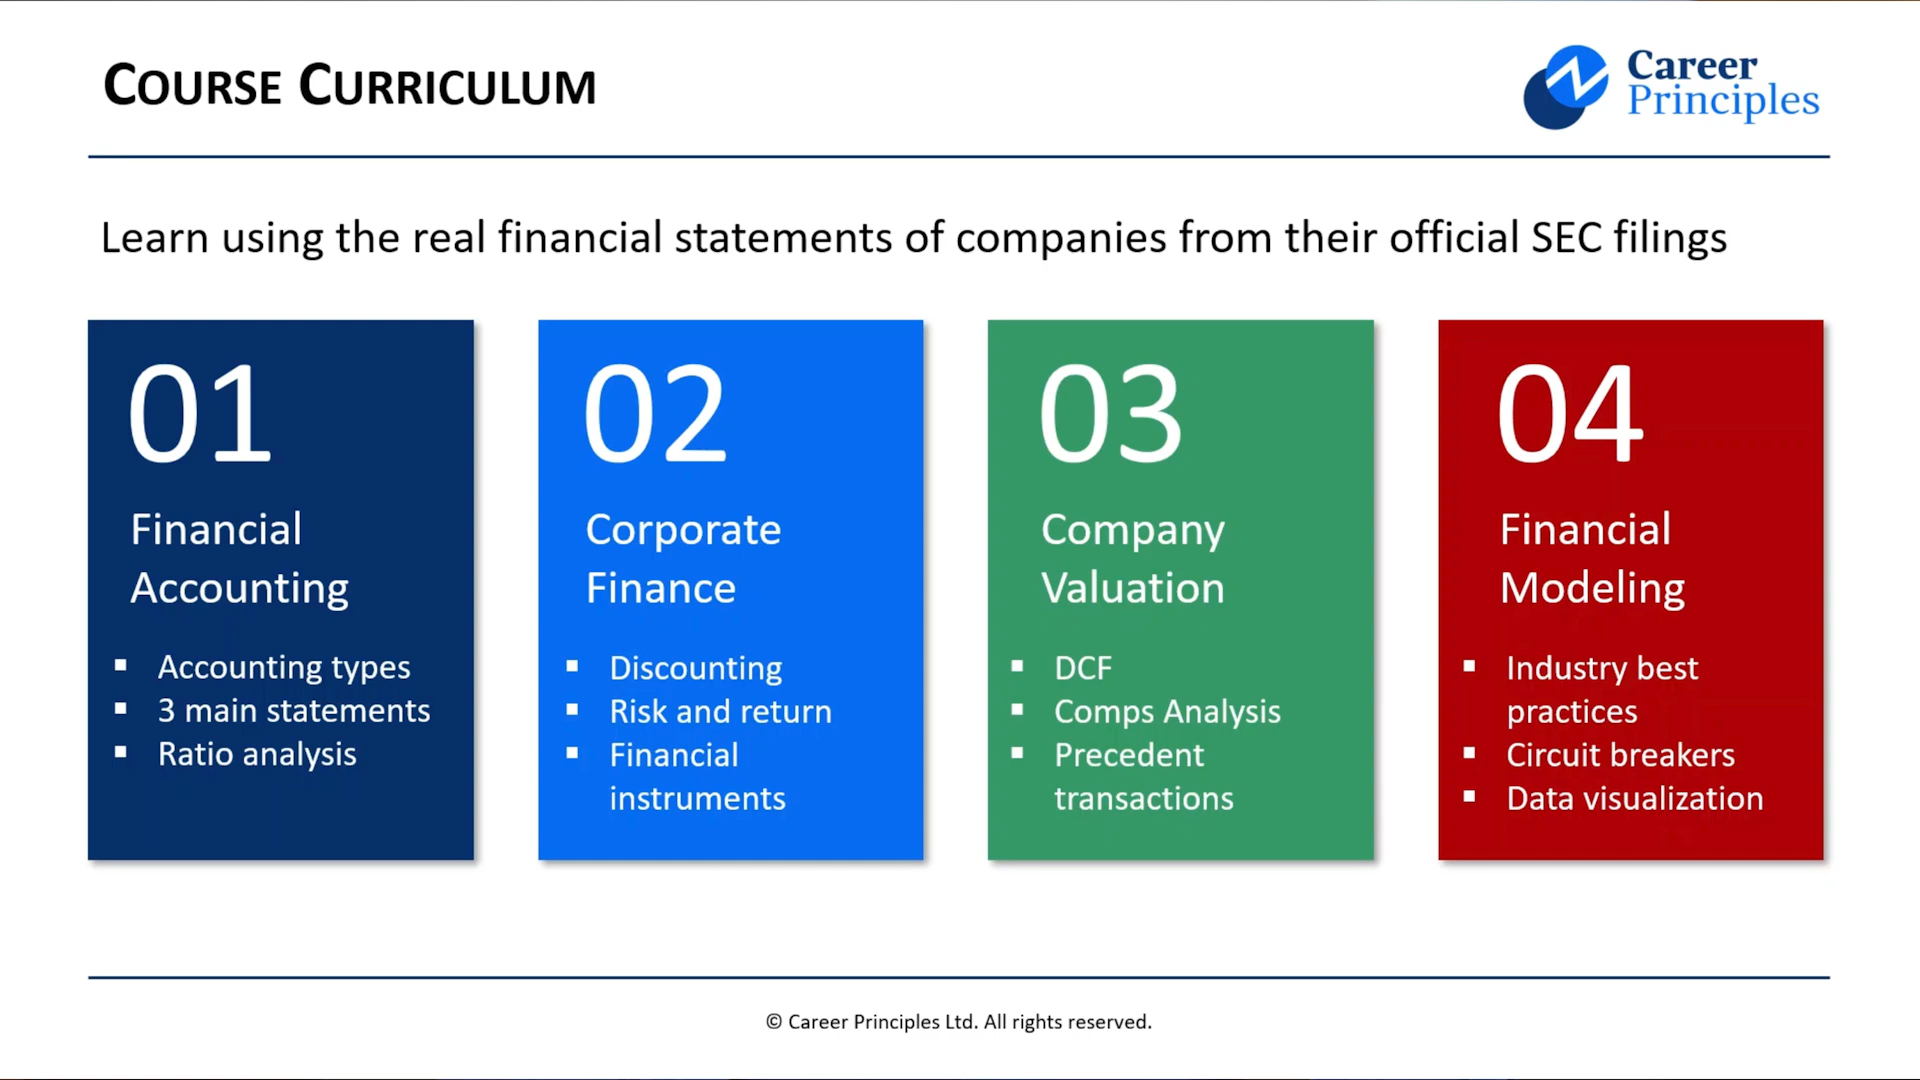 COURSE CURRICULUM
Career
Principles
Learn using the real financial statements of companies from their official SEC filings
01
Financial
Accounting
▪ Accounting types
▪ 3 main statements
▪ Ratio analysis
02
Corporate
Finance
▪ Discounting
▪ Risk and return
▪ Financial
instruments
03
Company
Valuation
▪ DCF
▪ Comps Analysis
▪ Precedent
transactions
04
Financial
Modeling
▪ Industry best
practices
▪ Circuit breakers
▪ Data visualization
© Career Principles Ltd. All rights reserved.